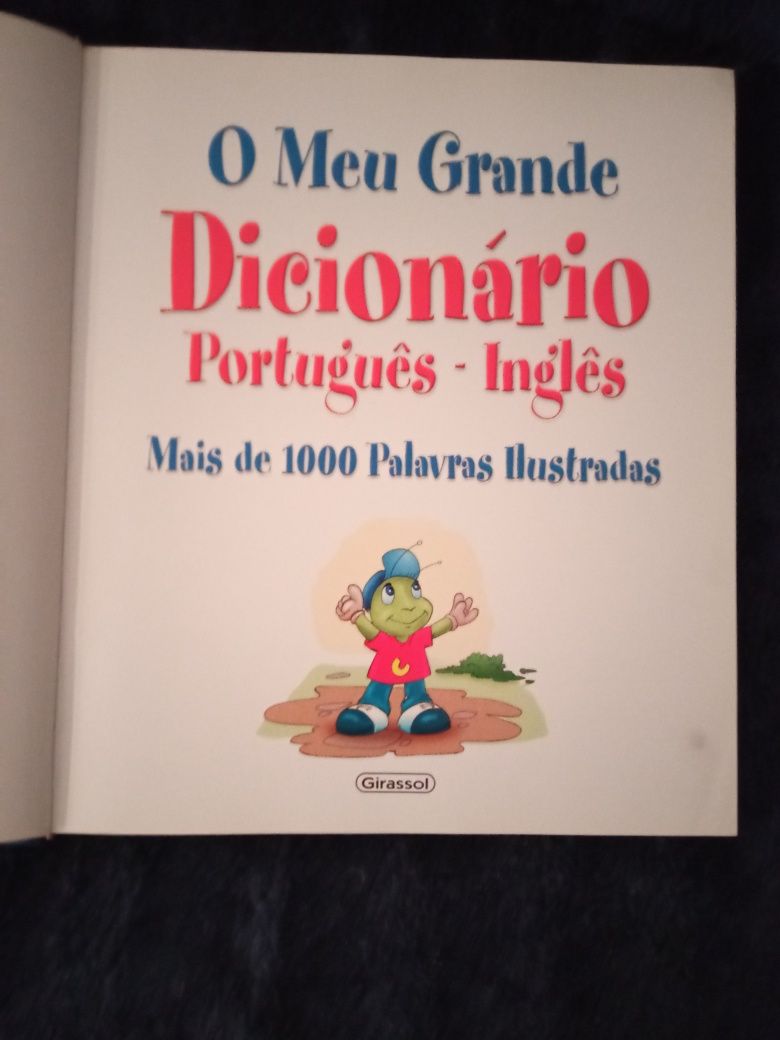 O Meu Grande
Dicionário
Português - Inglês
Mais de 1000 Palavras Ilustradas
Girassol